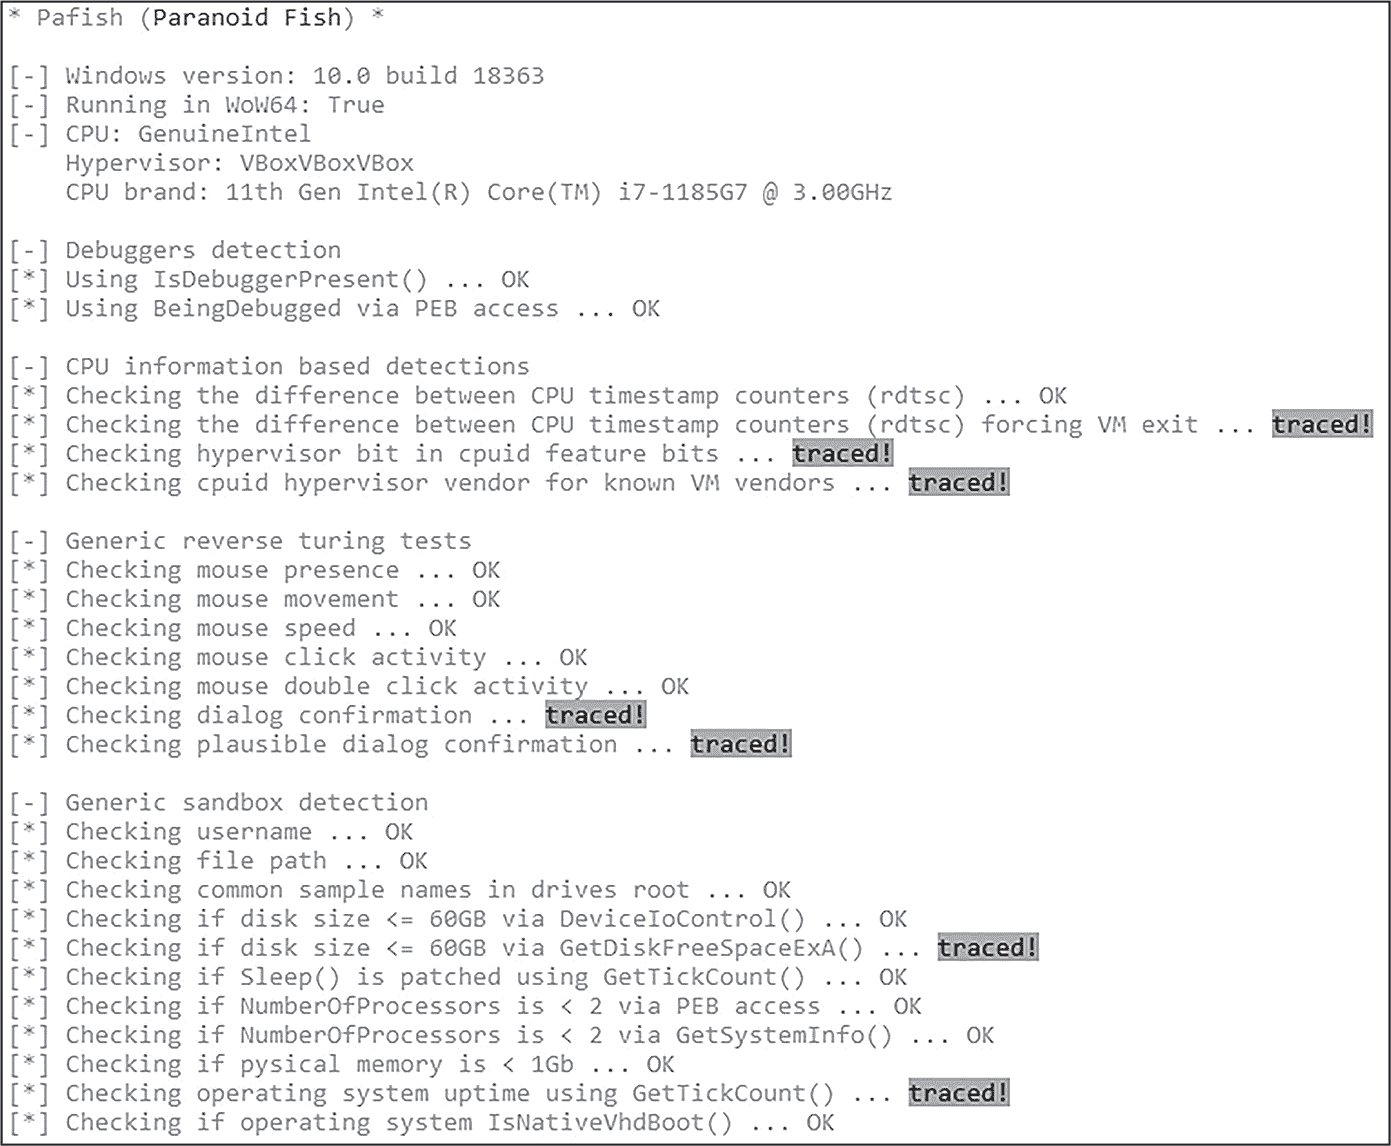 * Pafish (Paranoid Fish) *
[-] Windows version: 10.0 build 18363
[-] Running in WoW64: True
[-] CPU: GenuineIntel
Hypervisor: VBoxVBoxVBox
CPU brand: 11th Gen Intel(R) Core(TM) i7-1185G7 @ 3.00GHz
[-] Debuggers detection
[*] Using IsDebuggerPresent() ... OK
[*] Using BeingDebugged via PEB access ... OK
[-] CPU information based detections
[*] Checking the difference between CPU timestamp counters (rdtsc) ... OK
[*] Checking the difference between CPU timestamp counters (rdtsc) forcing VM exit ... traced!
[*] Checking hypervisor bit in cpuid feature bits ... traced!
[*] Checking cpuid hypervisor vendor for known VM vendors ... traced!
[-] Generic reverse turing tests
[*] Checking mouse presence ... OK
[*] Checking mouse movement ... OK
[*] Checking mouse speed ... OK
[*] Checking mouse click activity ... OK
[*] Checking mouse double click activity ... OK
[*] Checking dialog confirmation ... traced!
[*] Checking plausible dialog confirmation ... traced!
[-] Generic sandbox detection
[*] Checking username ... OK
[*] Checking file path ... OK
[*] Checking common sample names in drives root ... OK
[*] Checking if disk size <= 60GB via DeviceIoControl() ... OK
[*] Checking if disk size <= 60GB via GetDiskFreeSpaceExA() ... traced!
[*] Checking if Sleep() is patched using GetTickCount() ... OK
[*] Checking if NumberOfProcessors is < 2 via PEB access ... OK
[*] Checking if NumberOfProcessors is < 2 via GetSystemInfo() ... OK
[*] Checking if pysical memory is < 1Gb ... OK
[*] Checking operating system uptime using GetTickCount() ... traced!
[*] Checking if operating system IsNativeVhdBoot() ... OK